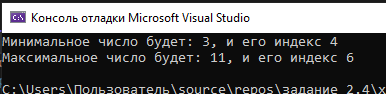 Консоль отладки Microsoft Visual Studio
Минимальное число будет: 3, и его индекс 4
Максимальное число будет: 11, и его индекс 6
C:\Users\Пользователь\source\repos\задание 2.4\x